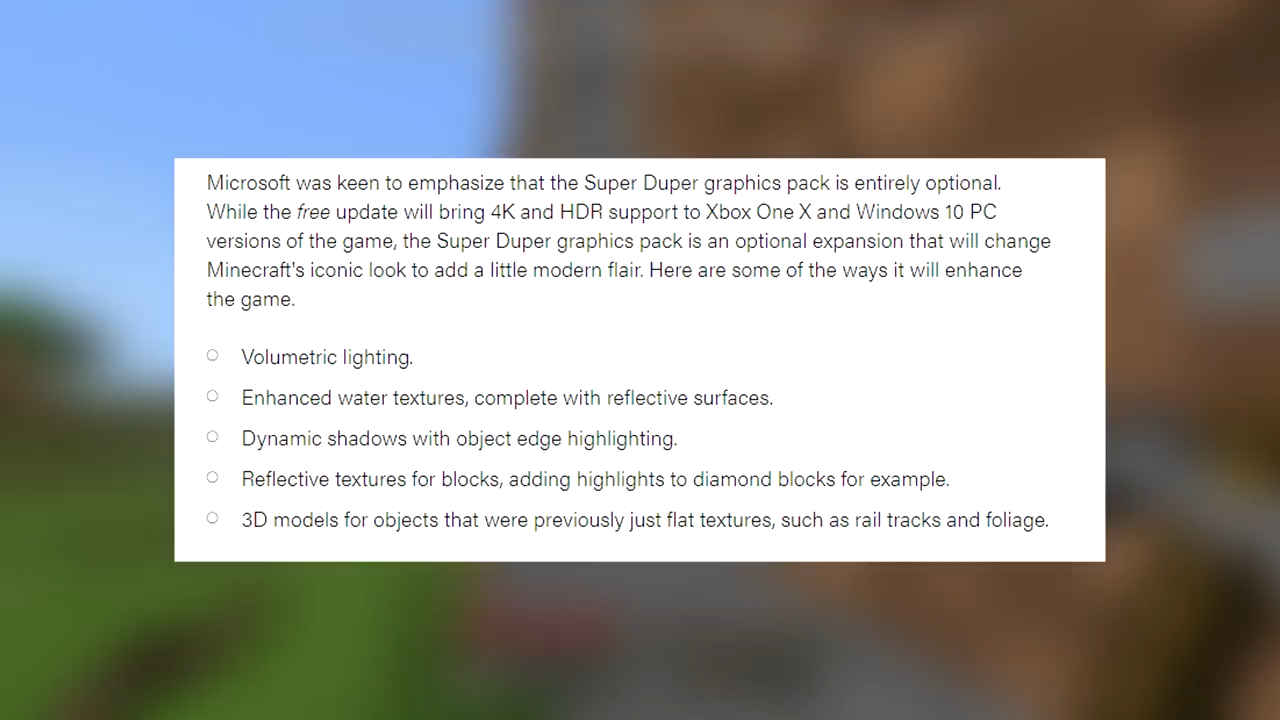 Microsoft was keen to emphasize that the Super Duper graphics pack is entirely optional.
While the free update will bring 4K and HDR support to Xbox One X and Windows 10 PC
versions of the game, the Super Duper graphics pack is an optional expansion that will change
Minecraft's iconic look to add a little modern flair. Here are some of the ways it will enhance
the game.
Volumetric lighting.
Enhanced water textures, complete with reflective surfaces.
Dynamic shadows with object edge highlighting.
Reflective textures for blocks, adding highlights to diamond blocks for example.
3D models for objects that were previously just flat textures, such as rail tracks and foliage.